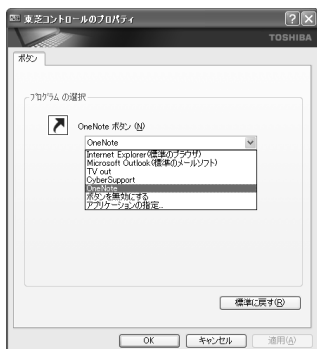 東芝コントロールのプロパティ
TOSHIBA
ボタン
プログラム の選択
OneNote ボタン (N)
OneNote
Internet Explorer(標準のブラウザ)
Microsoft Outlook(標準のメールソフト)
TV out
CyberSupport
OneNote
ボタンを無効にする
アプリケーションの指定...
標準に戻す(R)
OK
キャンセル
適用(A)